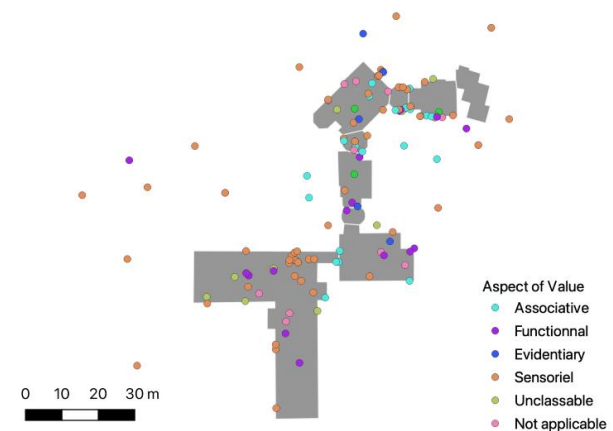 Aspect of Value
Associative
Functionnal
Evidentiary
Sensoriel
Unclassable
Not applicable
0 10 20 30 m